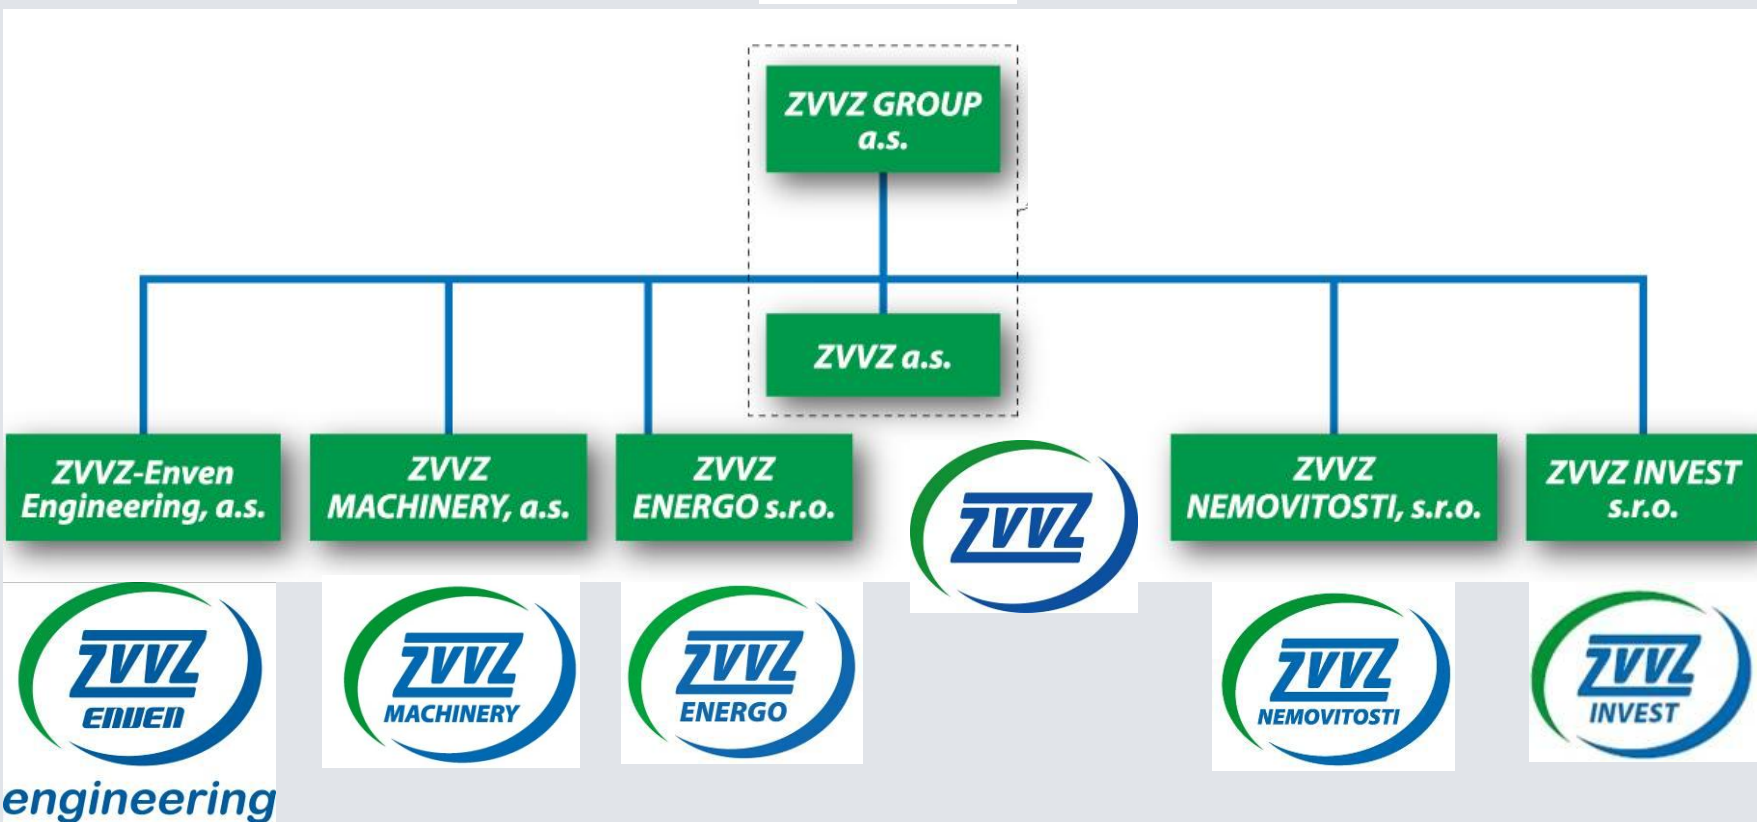 ZVVZ GROUP
a.s.
ZVVZ a.s.
ZVVZ-Enven
Engineering, a.s.
ZVVZ
MACHINERY, a.s.
ZVVZ
ENERGO s.r.o.
ZVVZ
NEMOVITOSTI, s.r.o.
ZVVZ INVEST
s.r.o.
ZVVZ
ZVVZ
ENVEN
engineering
ZVVZ
MACHINERY
ZVVZ
ENERGO
ZVVZ
NEMOVITOSTI
ZVVZ
INVEST